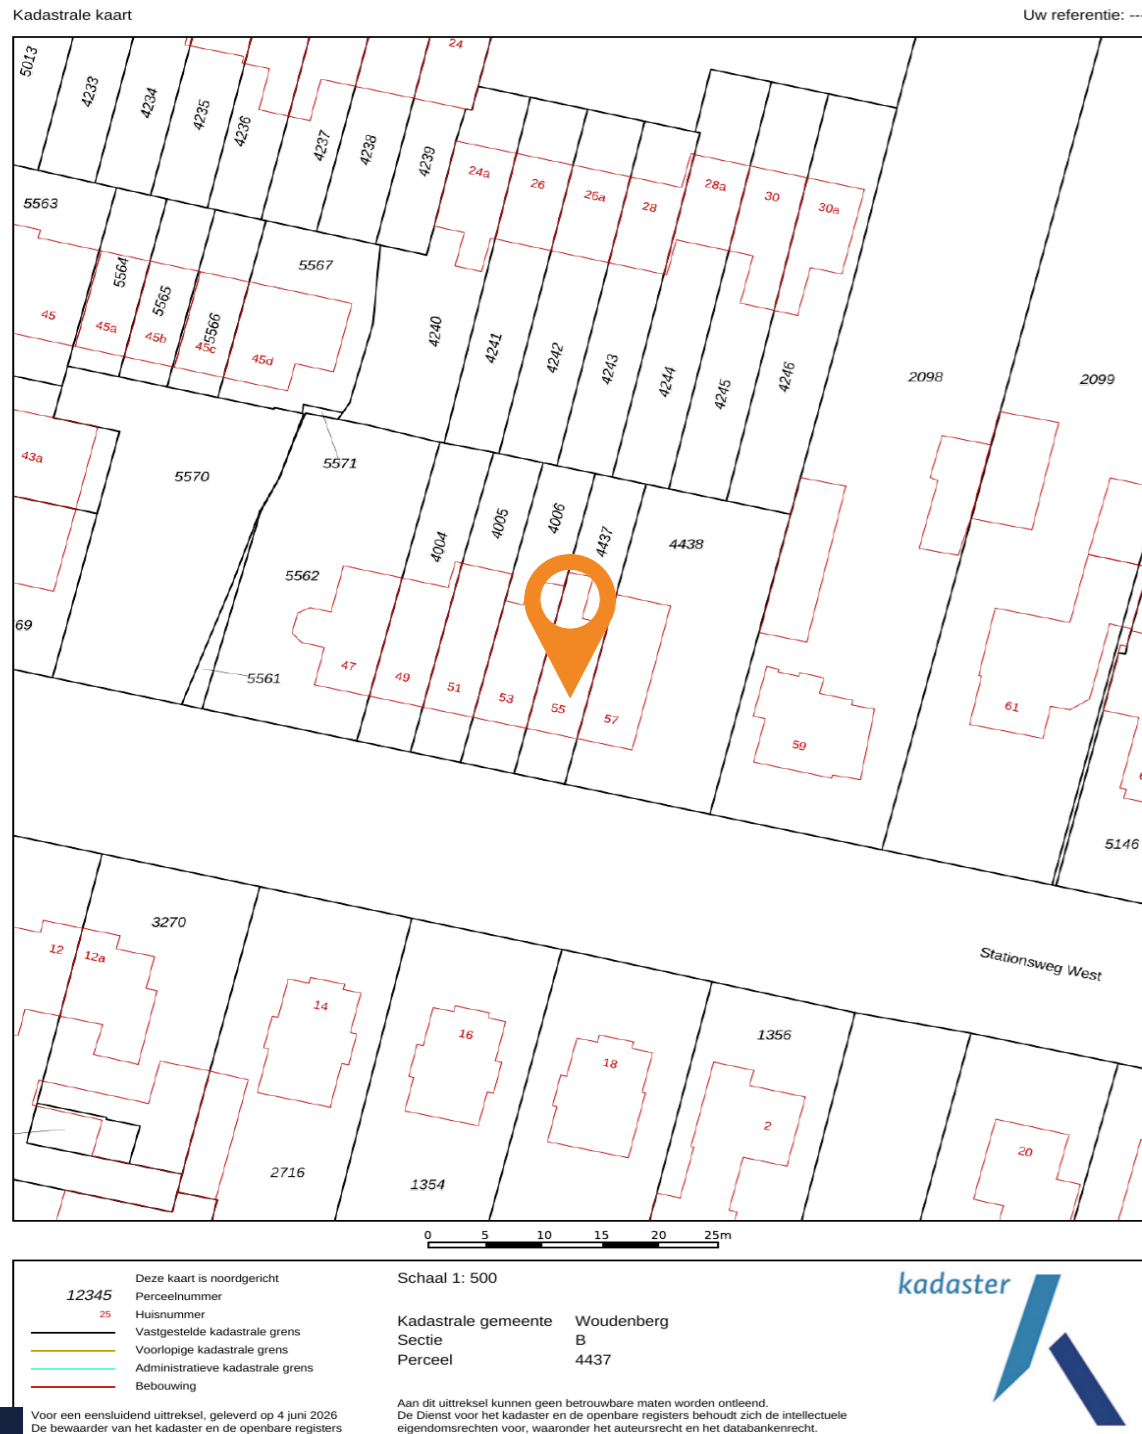 Kadastrale kaart
Uw referentie: --
5013
4233
4234
4235
4236
4237
4238
4239
24
24a
26
26a
28
28a
30
30a
5563
5564
5565
5566
5567
45
45a
45b
45c
45d
4240
4241
4242
4243
4244
4245
4246
2098
2099
43a
5570
5571
5562
5561
69
4004
4005
4006
4437
4438
47
49
51
53
55
57
59
61
5146
Stationsweg West
3270
12
12a
14
16
18
1356
2
20
2716
1354
0 5 10 15 20 25m
Deze kaart is noordgericht
12345 Perceelnummer
25 Huisnummer
Vastgestelde kadastrale grens
Voorlopige kadastrale grens
Administratieve kadastrale grens
Bebouwing
Voor een eensluidend uittreksel, geleverd op 4 juni 2026
De bewaarder van het kadaster en de openbare registers
Schaal 1: 500
Kadastrale gemeente Woudenberg
Sectie B
Perceel 4437
Aan dit uittreksel kunnen geen betrouwbare maten worden ontleend.
De Dienst voor het kadaster en de openbare registers behoudt zich de intellectuele
eigendomsrechten voor, waaronder het auteursrecht en het databankenrecht.
kadaster